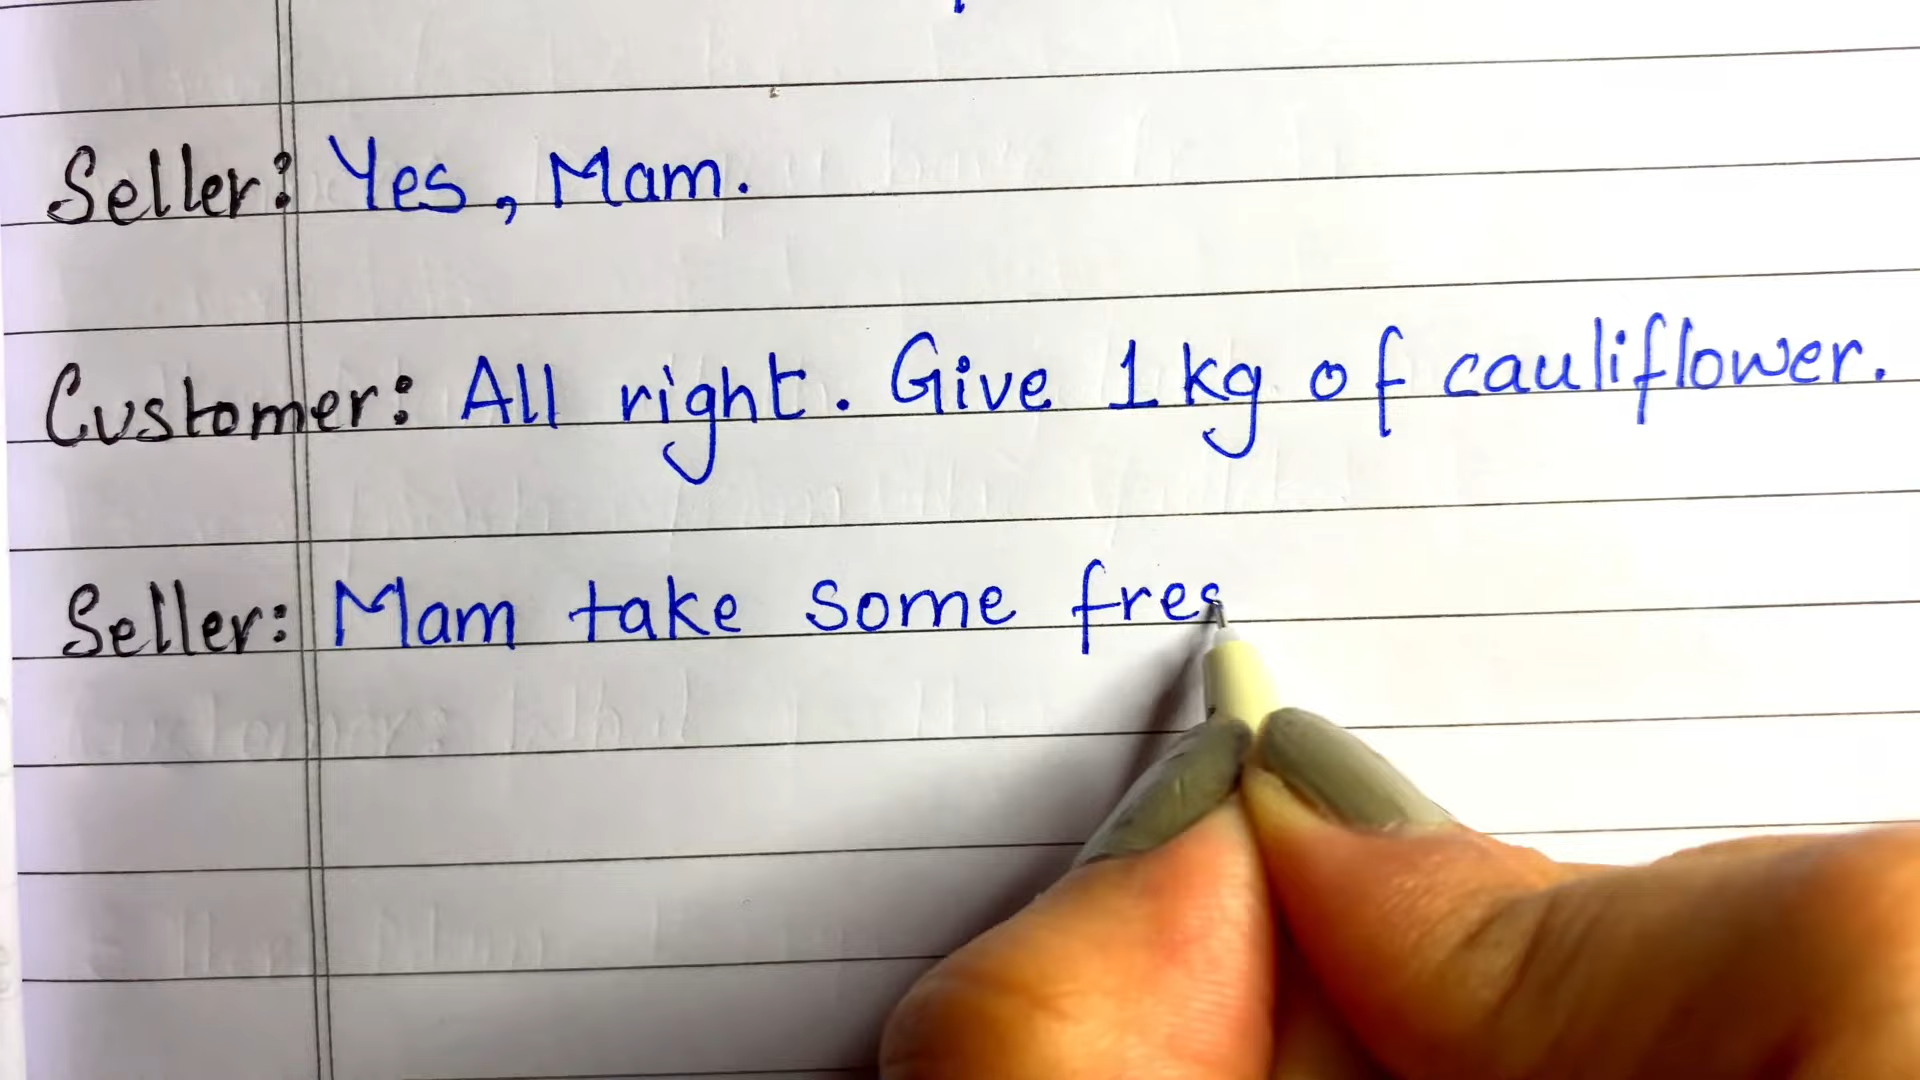 Seller: Yes, Mam.
Customer: All right. Give 1 kg of cauliflower.
Seller: Mam take some fres